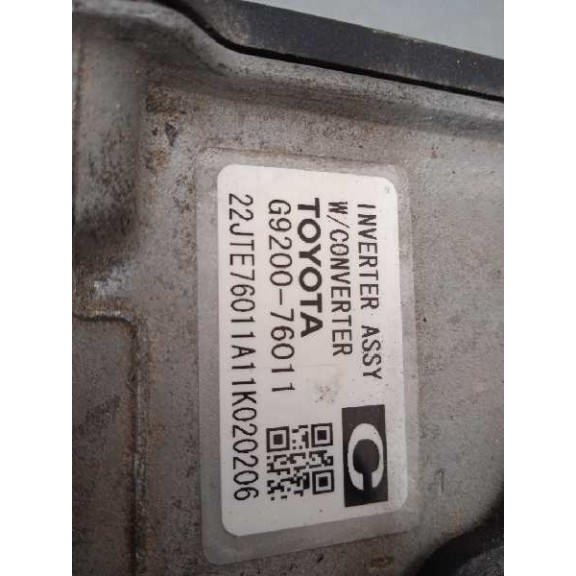 INVERTER ASSY
W/CONVERTER
TOYOTA
G9200-76011
22JTE76011A11K020206
C